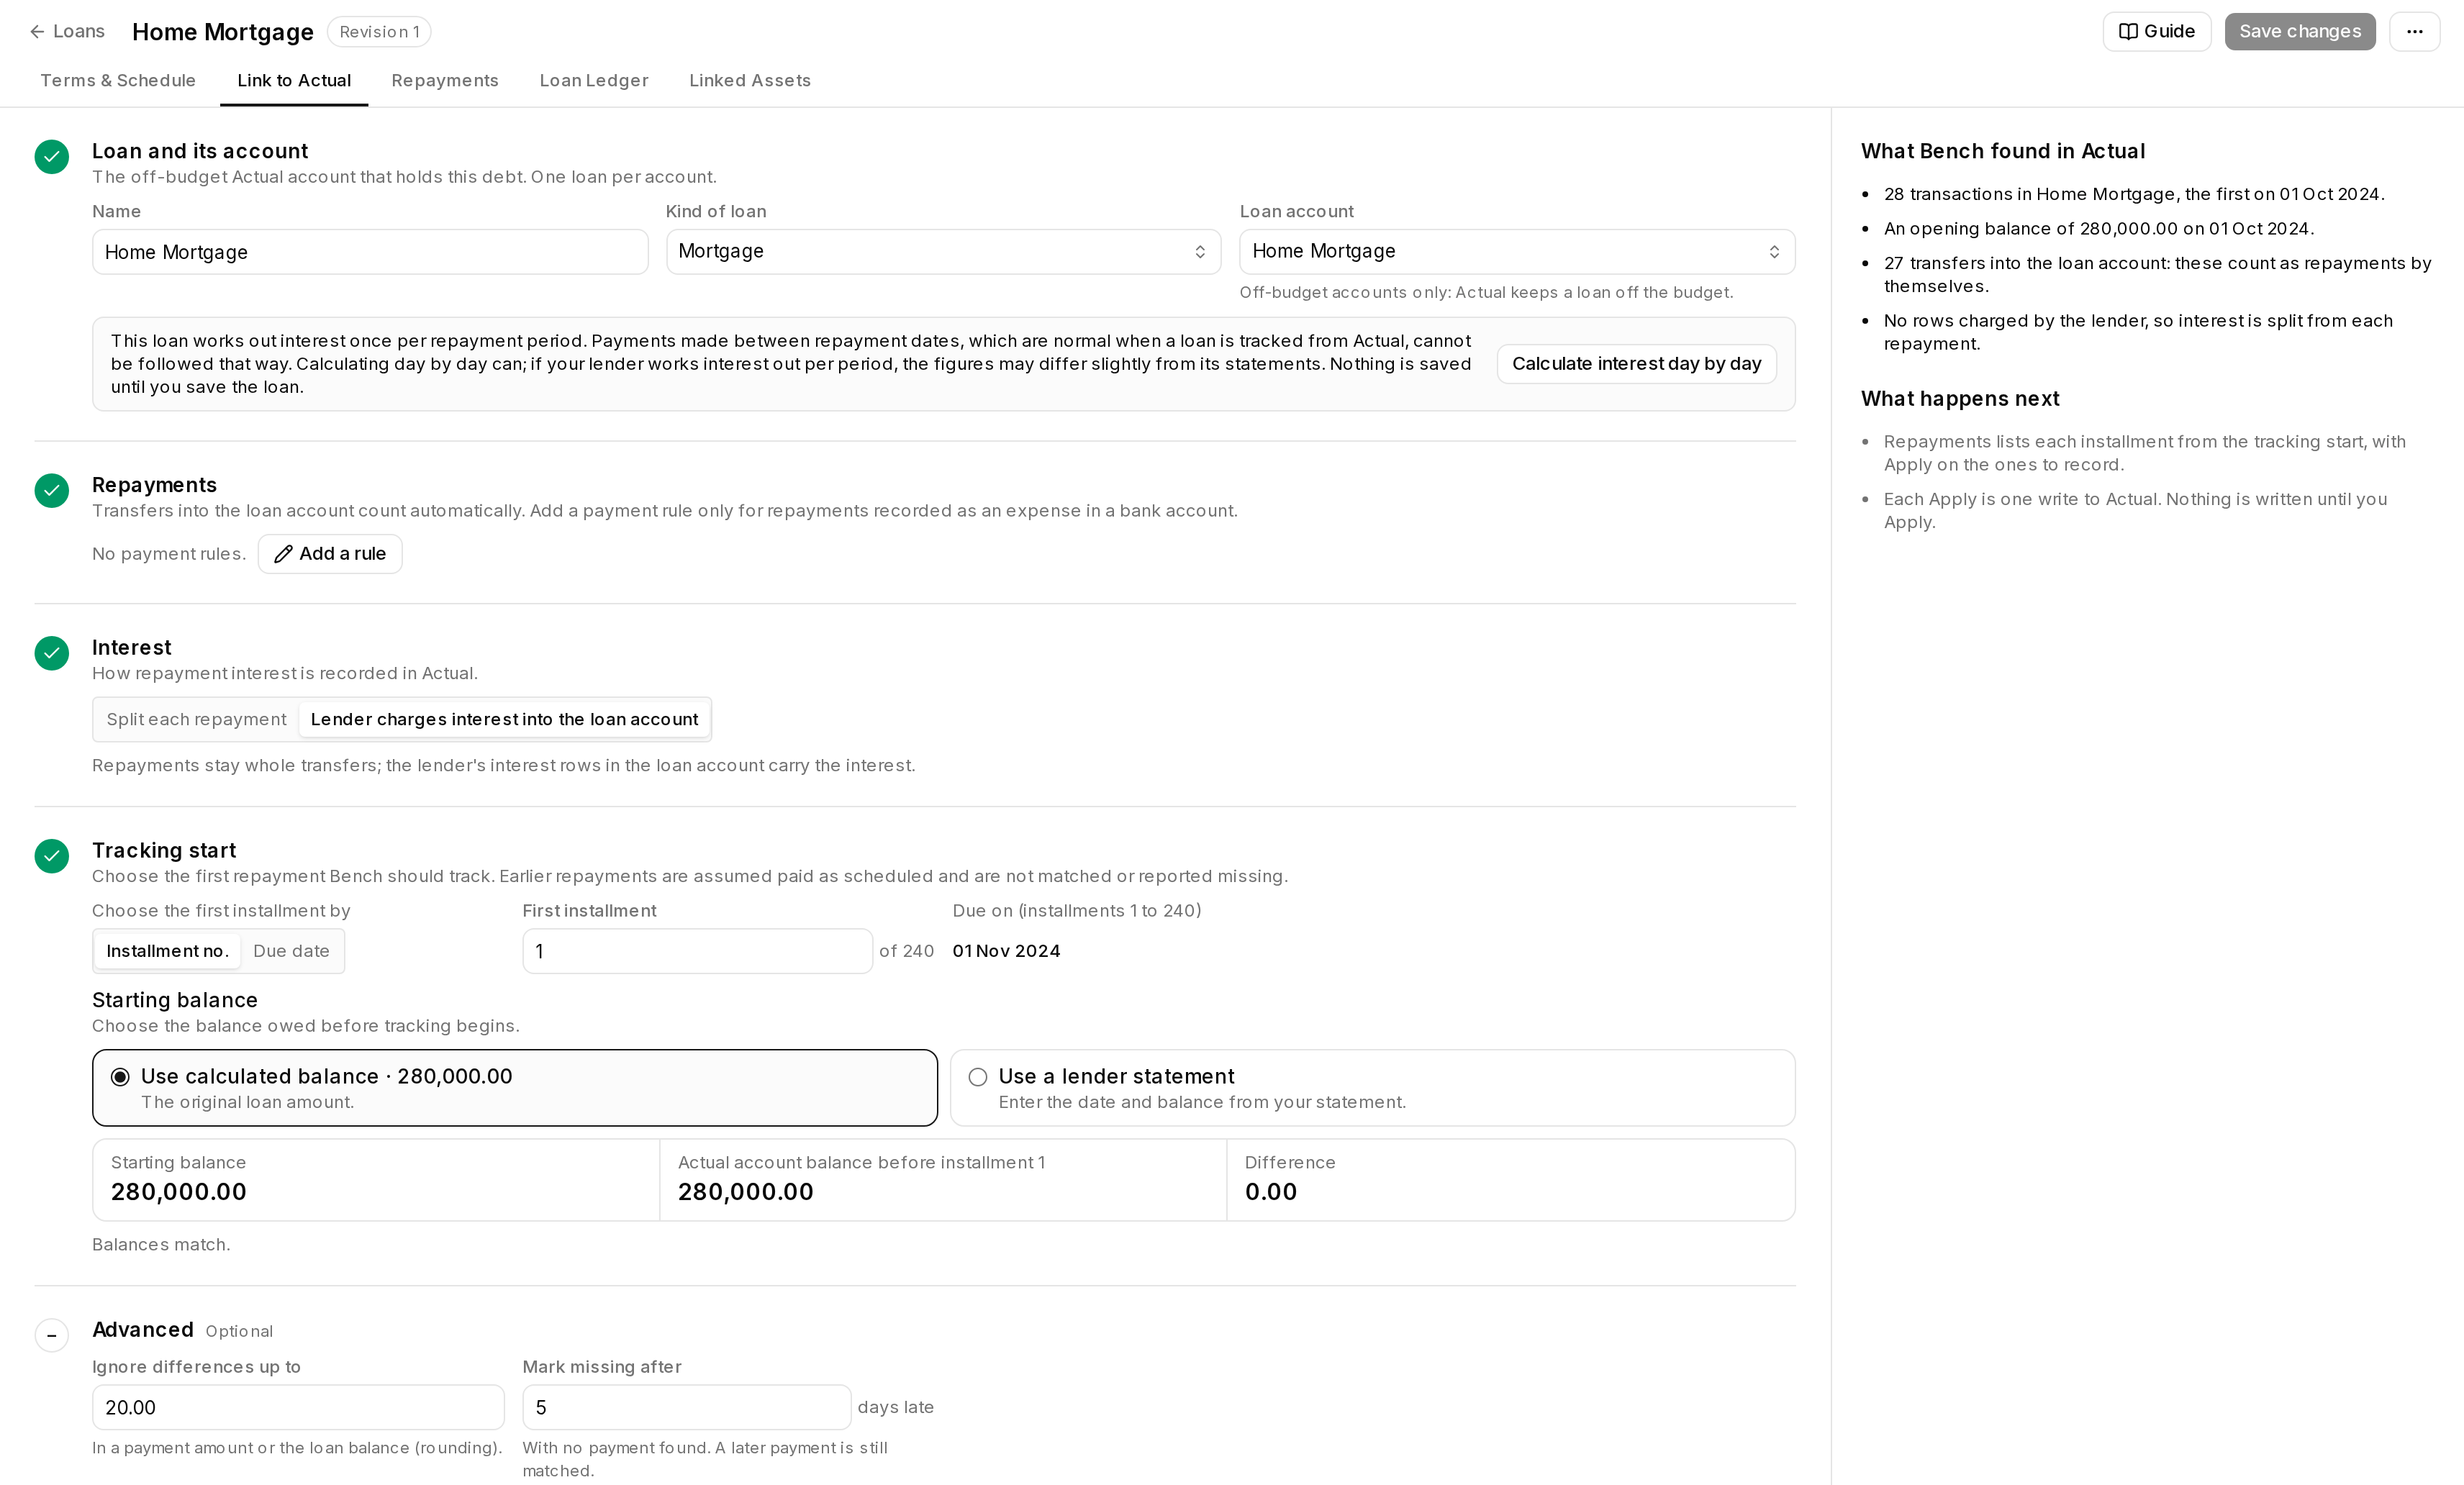 Loans
Home Mortgage
Revision 1
Guide
Save changes
Terms & Schedule
Link to Actual
Repayments
Loan Ledger
Linked Assets
Loan and its account
The off-budget Actual account that holds this debt. One loan per account.
Name
Kind of loan
Loan account
Home Mortgage
Mortgage
Home Mortgage
Off-budget accounts only: Actual keeps a loan off the budget.
This loan works out interest once per repayment period. Payments made between repayment dates, which are normal when a loan is tracked from Actual, cannot
be followed that way. Calculating day by day can; if your lender works interest out per period, the figures may differ slightly from its statements. Nothing is saved
until you save the loan.
Calculate interest day by day
Repayments
Transfers into the loan account count automatically. Add a payment rule only for repayments recorded as an expense in a bank account.
No payment rules.
Add a rule
Interest
How repayment interest is recorded in Actual.
Split each repayment
Lender charges interest into the loan account
Repayments stay whole transfers; the lender's interest rows in the loan account carry the interest.
Tracking start
Choose the first repayment Bench should track. Earlier repayments are assumed paid as scheduled and are not matched or reported missing.
Choose the first installment by
First installment
Due on (installments 1 to 240)
Installment no.
Due date
1
of 240
01 Nov 2024
Starting balance
Choose the balance owed before tracking begins.
Use calculated balance · 280,000.00
The original loan amount.
Use a lender statement
Enter the date and balance from your statement.
Starting balance
280,000.00
Actual account balance before installment 1
280,000.00
Difference
0.00
Balances match.
Advanced
Optional
Ignore differences up to
Mark missing after
20.00
5
days late
In a payment amount or the loan balance (rounding).
With no payment found. A later payment is still
matched.
What Bench found in Actual
• 28 transactions in Home Mortgage, the first on 01 Oct 2024.
• An opening balance of 280,000.00 on 01 Oct 2024.
• 27 transfers into the loan account: these count as repayments by
themselves.
• No rows charged by the lender, so interest is split from each
repayment.
What happens next
• Repayments lists each installment from the tracking start, with
Apply on the ones to record.
• Each Apply is one write to Actual. Nothing is written until you
Apply.